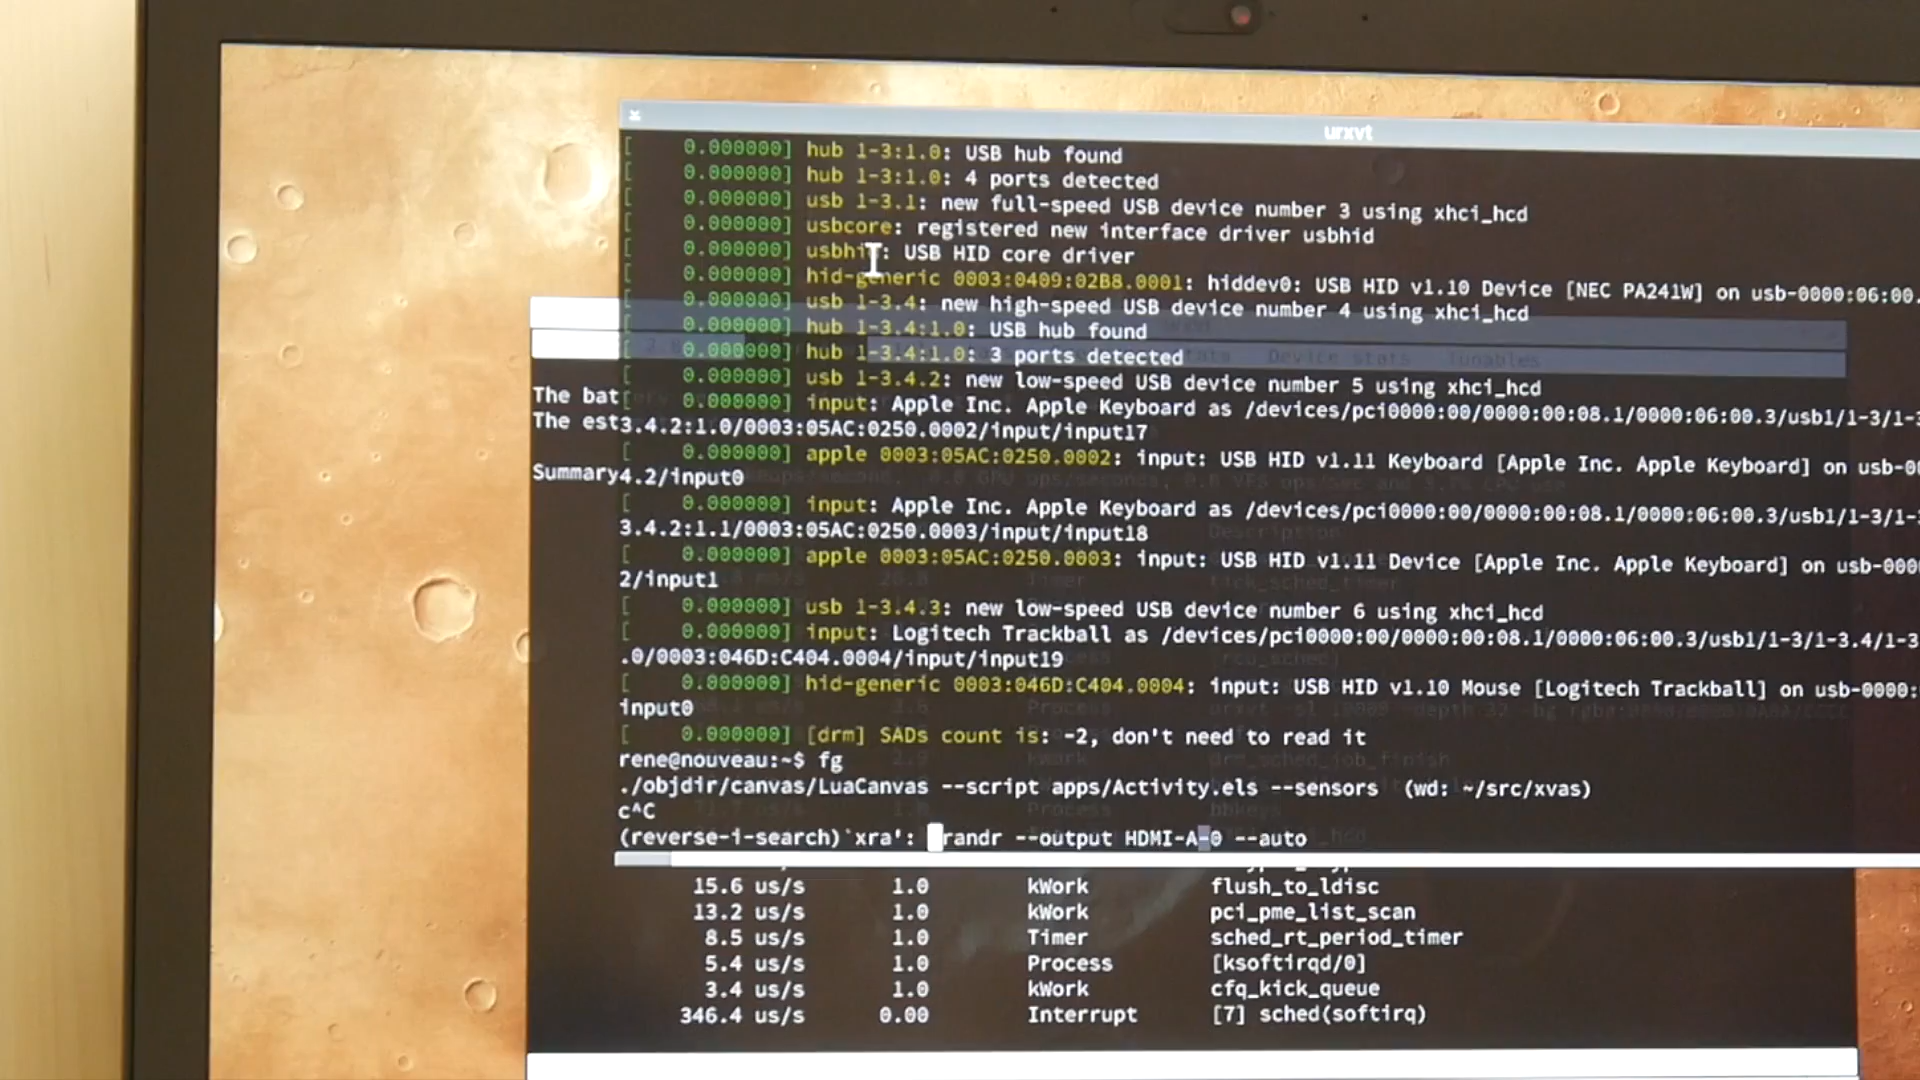 x
urxvt
[ 0.000000] hub 1-3:1.0: USB hub found
[ 0.000000] hub 1-3:1.0: 4 ports detected
[ 0.000000] usb 1-3.1: new full-speed USB device number 3 using xhci_hcd
[ 0.000000] usbcore: registered new interface driver usbhid
[ 0.000000] usbhi : USB HID core driver
[ 0.000000] hid-generic 0003:0409:02B8.0001: hiddev0: USB HID v1.10 Device [NEC PA241W] on usb-0000:06:00.
[ 0.000000] usb 1-3.4: new high-speed USB device number 4 using xhci_hcd
[ 0.000000] hub 1-3.4:1.0: USB hub found
[ 0.000000] hub 1-3.4:1.0: 3 ports detected
Device stats Tunables
[ 0.000000] usb 1-3.4.2: new low-speed USB device number 5 using xhci_hcd
The bat
[ 0.000000] input: Apple Inc. Apple Keyboard as /devices/pci0000:00/0000:00:08.1/0000:06:00.3/usb1/1-3/1-
The est
3.4.2:1.0/0003:05AC:0250.0002/input/input17
[ 0.000000] apple 0003:05AC:0250.0002: input: USB HID v1.11 Keyboard [Apple Inc. Apple Keyboard] on usb-00
Summary
4.2/input0
[ 0.000000] input: Apple Inc. Apple Keyboard as /devices/pci0000:00/0000:00:08.1/0000:06:00.3/usb1/1-3/1-
3.4.2:1.1/0003:05AC:0250.0003/input/input18
Description
[ 0.000000] apple 0003:05AC:0250.0003: input: USB HID v1.11 Device [Apple Inc. Apple Keyboard] on usb-000
2/input1
Timer tick_sched_timer
[ 0.000000] usb 1-3.4.3: new low-speed USB device number 6 using xhci_hcd
[ 0.000000] input: Logitech Trackball as /devices/pci0000:00/0000:00:08.1/0000:06:00.3/usb1/1-3/1-3.4/1-3
.0/0003:046D:C404.0004/input/input19
[ 0.000000] hid-generic 0003:046D:C404.0004: input: USB HID v1.10 Mouse [Logitech Trackball] on usb-0000:
input0
Process
[ 0.000000] [drm] SADs count is: -2, don't need to read it
rene@nouveau:~$ fg
kWork drm_sched_job_finish
./objdir/canvas/LuaCanvas --script apps/Activity.els --sensors (wd: ~/src/xvas)
c^C
Process bbkeys
(reverse-i-search)`xra': randr --output HDMI-A-0 --auto
15.6 us/s 1.0 kWork flush_to_ldisc
13.2 us/s 1.0 kWork pci_pme_list_scan
8.5 us/s 1.0 Timer sched_rt_period_timer
5.4 us/s 1.0 Process [ksoftirqd/0]
3.4 us/s 1.0 kWork cfq_kick_queue
346.4 us/s 0.00 Interrupt [7] sched(softirq)